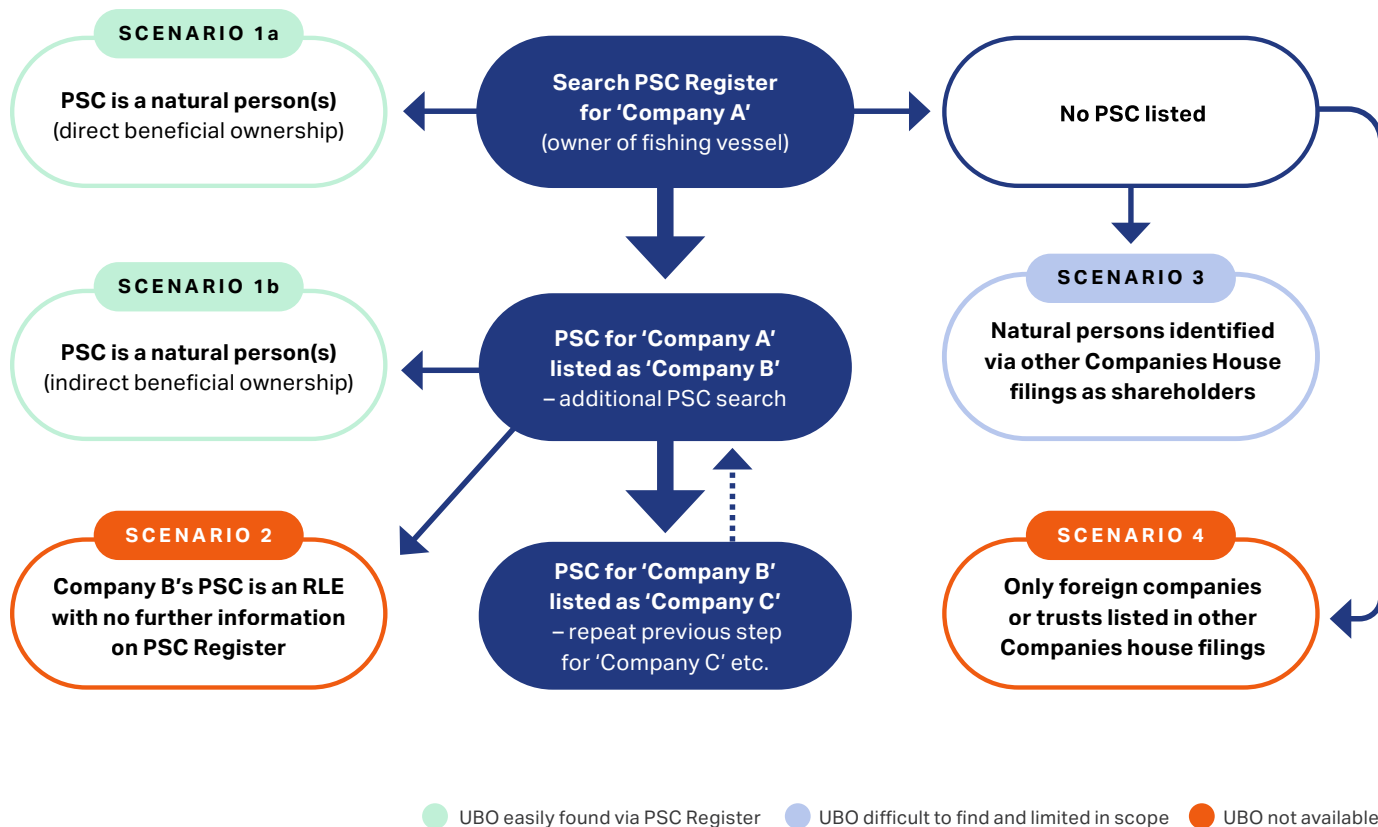 SCENARIO 1a
PSC is a natural person(s)
(direct beneficial ownership)
Search PSC Register
for ‘Company A’
(owner of fishing vessel)
No PSC listed
SCENARIO 1b
PSC is a natural person(s)
(indirect beneficial ownership)
PSC for ‘Company A’
listed as ‘Company B’
– additional PSC search
SCENARIO 3
Natural persons identified
via other Companies House
filings as shareholders
SCENARIO 2
Company B’s PSC is an RLE
with no further information
on PSC Register
PSC for ‘Company B’
listed as ‘Company C’
– repeat previous step
for ‘Company C’ etc.
SCENARIO 4
Only foreign companies
or trusts listed in other
Companies house filings
UBO easily found via PSC Register
UBO difficult to find and limited in scope
UBO not available